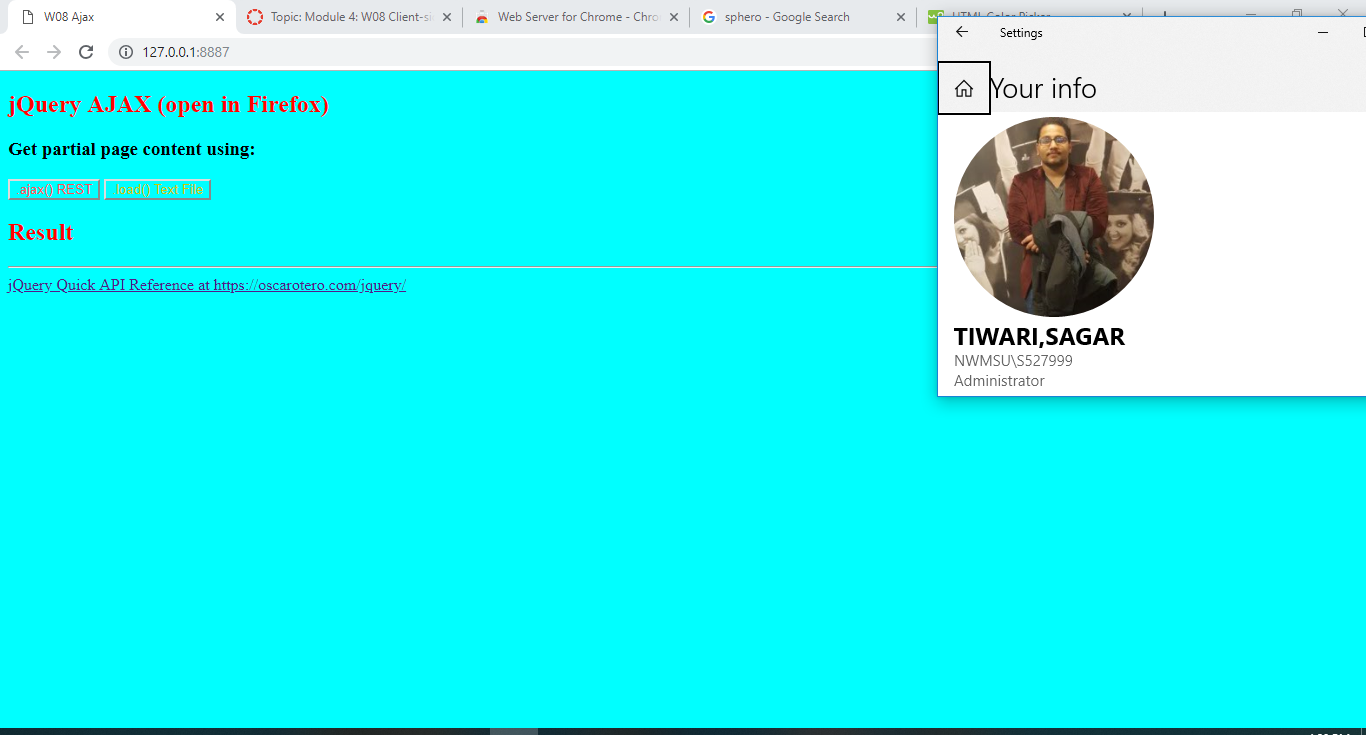 W08 Ajax
Topic: Module 4: W08 Client-si
Web Server for Chrome - Chro
sphero - Google Search
HTML Color Picker
127.0.0.1:8887
jQuery AJAX (open in Firefox)
Get partial page content using:
ajax() REST load() Text File
Result
jQuery Quick API Reference at https://oscarotero.com/jquery/
Settings
Your info
TIWARI,SAGAR
NWMSU\S527999
Administrator